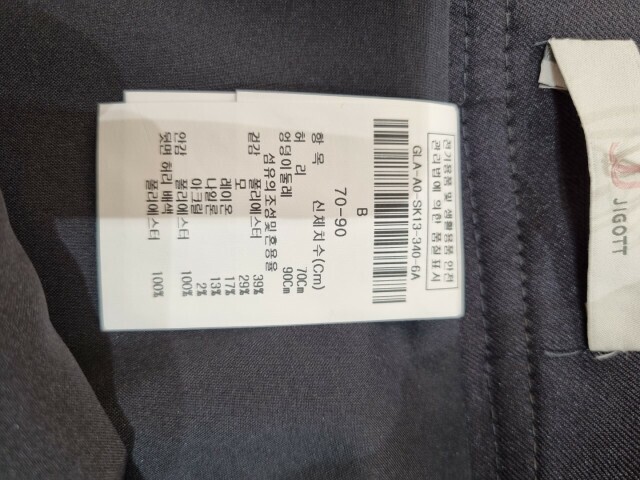 JIGOTT
전기용품 및 생활용품 안전
관리법에 의한 품질표시
GLA-A0-SK13-340-6A
B
70-90
항 목 신체치수(Cm)
허 리 70Cm
엉덩이둘레 90Cm
섬유의 조성및혼용율
겉감 폴리에스터 39%
모 29%
레이온 17%
나일론 13%
아크릴 2%
안감 폴리에스터 100%
뒷면 허리 배색
폴리에스터 100%